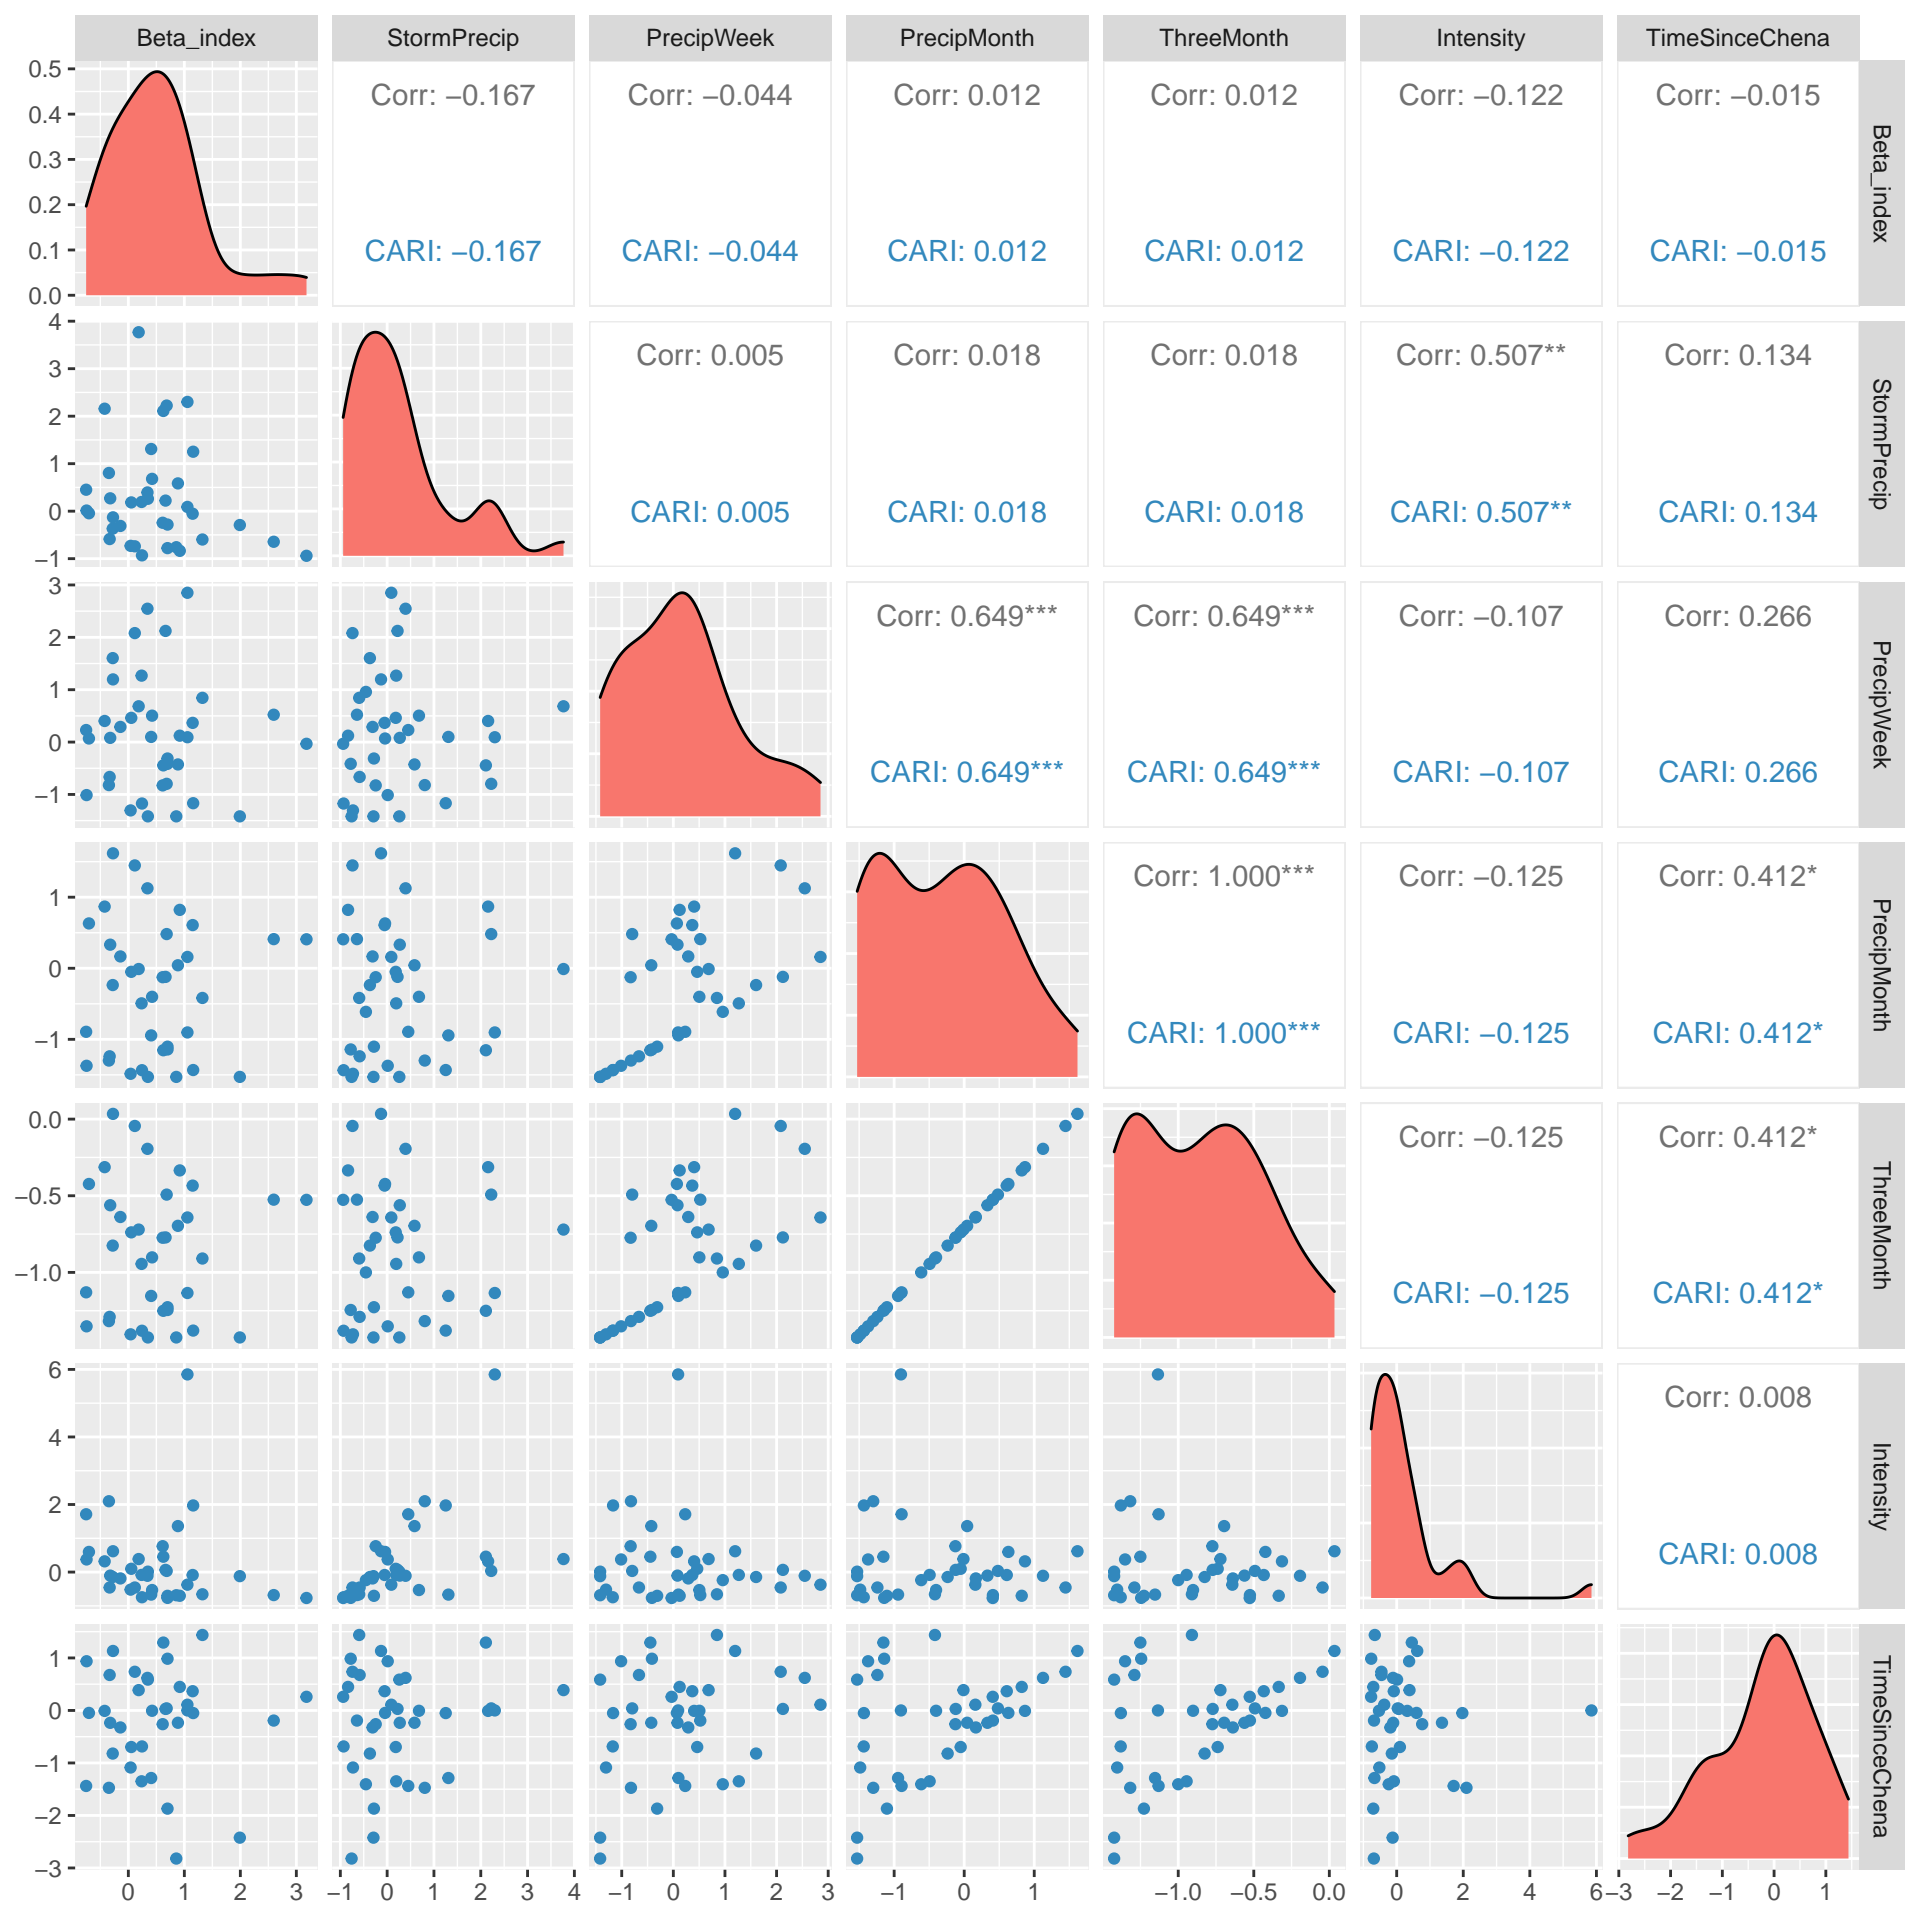 Beta_index StormPrecip PrecipWeek PrecipMonth ThreeMonth Intensity TimeSinceChena
0.5
0.4
0.3
0.2
0.1
0.0
Corr: −0.167 Corr: −0.044 Corr: 0.012 Corr: 0.012 Corr: −0.122 Corr: −0.015
CARI: −0.167 CARI: −0.044 CARI: 0.012 CARI: 0.012 CARI: −0.122 CARI: −0.015
Beta_index
4
3
2
1
0
−1
Corr: 0.005 Corr: 0.018 Corr: 0.018 Corr: 0.507** Corr: 0.134
CARI: 0.005 CARI: 0.018 CARI: 0.018 CARI: 0.507** CARI: 0.134
StormPrecip
3
2
1
0
−1
Corr: 0.649*** Corr: 0.649*** Corr: −0.107 Corr: 0.266
CARI: 0.649*** CARI: 0.649*** CARI: −0.107 CARI: 0.266
PrecipWeek
1
0
−1
Corr: 1.000*** Corr: −0.125 Corr: 0.412*
CARI: 1.000*** CARI: −0.125 CARI: 0.412*
PrecipMonth
0.0
−0.5
−1.0
Corr: −0.125 Corr: 0.412*
CARI: −0.125 CARI: 0.412*
ThreeMonth
6
4
2
0
Corr: 0.008
CARI: 0.008
Intensity
1
0
−1
−2
−3
TimeSinceChena
0 1 2 3 −1 0 1 2 3 4 −1 0 1 2 3 −1 0 1 −1.0 −0.5 0.0 0 2 4 6 −3 −2 −1 0 1